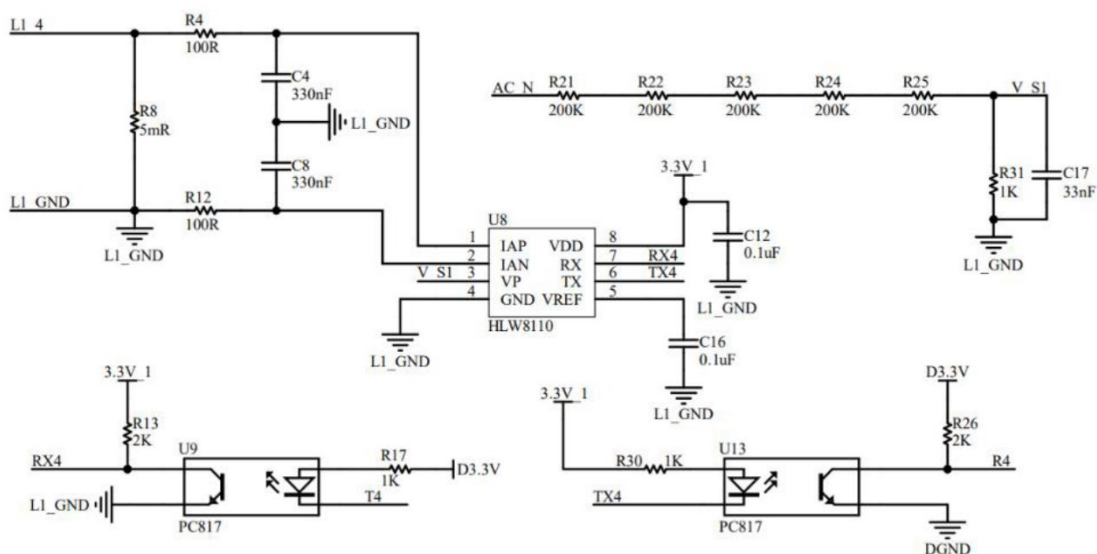 L1_4
R4
100R
C4
330nF
R8
5mR
L1_GND
C8
330nF
L1_GND
R12
100R
L1_GND
AC_N
R21
200K
R22
200K
R23
200K
R24
200K
R25
200K
V_S1
R31
1K
C17
33nF
L1_GND
3.3V_1
U8
1 IAP VDD 8
2 IAN RX 7 RX4
V_S1 3 VP TX 6 TX4
4 GND VREF 5
HLW8110
C12
0.1uF
L1_GND
L1_GND
C16
0.1uF
L1_GND
3.3V_1
R13
2K
RX4
U9
R17
1K
D3.3V
L1_GND
T4
PC817
3.3V_1
R30 1K
U13
D3.3V
R26
2K
R4
TX4
PC817
DGND